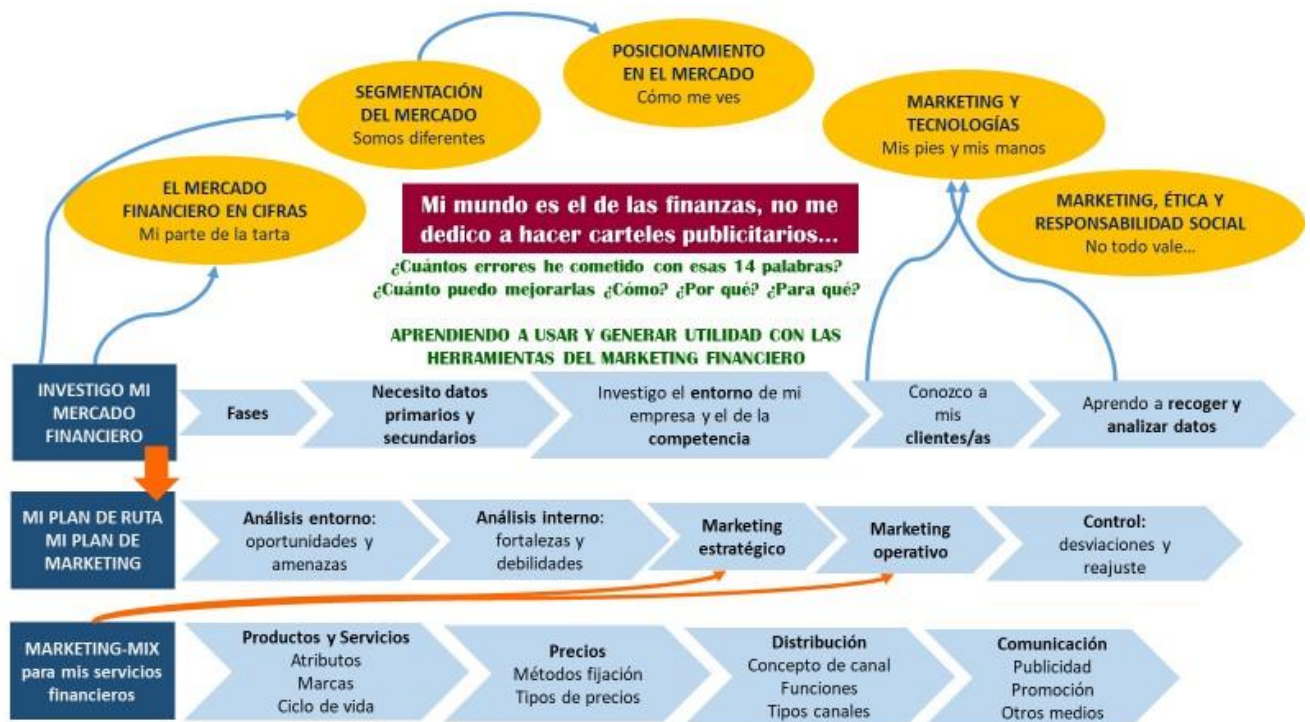 POSICIONAMIENTO
EN EL MERCADO
Cómo me ves
SEGMENTACIÓN
DEL MERCADO
Somos diferentes
MARKETING Y
TECNOLOGÍAS
Mis pies y mis manos
EL MERCADO
FINANCIERO EN CIFRAS
Mi parte de la tarta
MARKETING, ÉTICA Y
RESPONSABILIDAD SOCIAL
No todo vale...
Mi mundo es el de las finanzas, no me
dedico a hacer carteles publicitarios...
¿Cuántos errores he cometido con esas 14 palabras?
¿Cuánto puedo mejorarlas ¿Cómo? ¿Por qué? ¿Para qué?
APRENDIENDO A USAR Y GENERAR UTILIDAD CON LAS
HERRAMIENTAS DEL MARKETING FINANCIERO
INVESTIGO MI
MERCADO
FINANCIERO
Fases
Necesito datos
primarios y
secundarios
Investigo el entorno de mi
empresa y el de la
competencia
Conozco a
mis
clientes/as
Aprendo a recoger y
analizar datos
MI PLAN DE RUTA
MI PLAN DE
MARKETING
Análisis entorno:
oportunidades y
amenazas
Análisis interno:
fortalezas y
debilidades
Marketing
estratégico
Marketing
operativo
Control:
desviaciones y
reajuste
MARKETING-MIX
para mis servicios
financieros
Productos y Servicios
Atributos
Marcas
Ciclo de vida
Precios
Métodos fijación
Tipos de precios
Distribución
Concepto de canal
Funciones
Tipos canales
Comunicación
Publicidad
Promoción
Otros medios